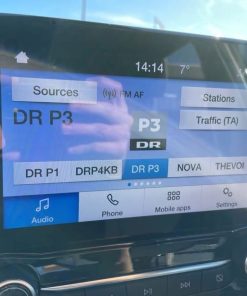 14:14 7°
Sources FM AF Stations
DR P3 P3 Traffic (TA)
DR
DR P1 DRP4KB DR P3 NOVA THEVOI
Audio Phone Mobile apps Settings